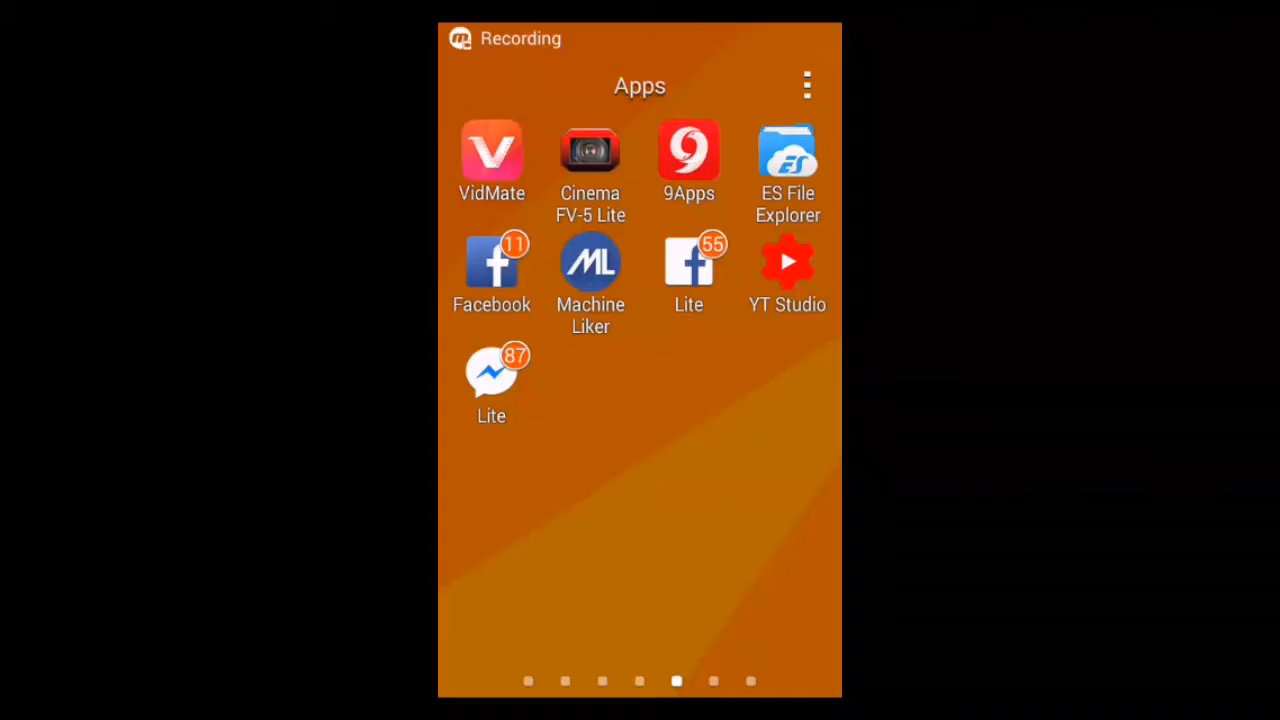 Recording
Apps
VidMate
Cinema
FV-5 Lite
9Apps
ES File
Explorer
11
Facebook
ML
Machine
Liker
55
Lite
YT Studio
87
Lite